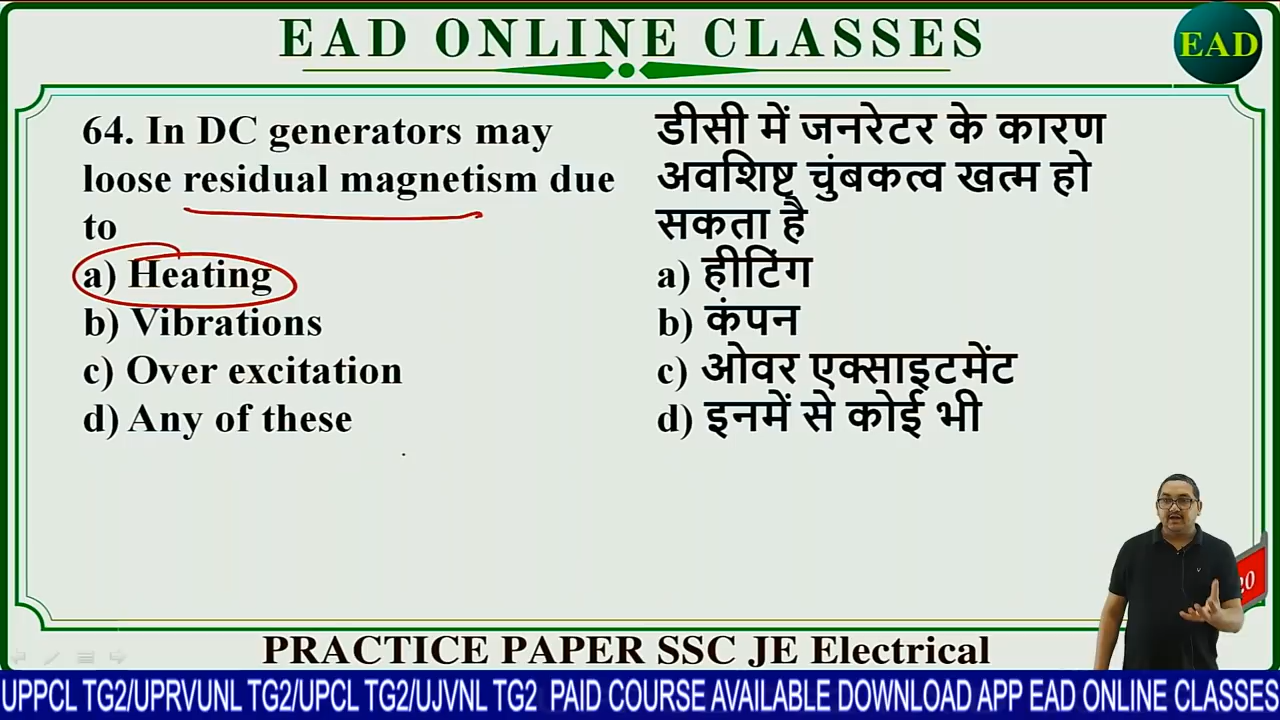 EAD ONLINE CLASSES
EAD
64. In DC generators may
loose residual magnetism due
to
a) Heating
b) Vibrations
c) Over excitation
d) Any of these
डीसी में जनरेटर के कारण
अवशिष्ट चुंबकत्व खत्म हो
सकता है
a) हीटिंग
b) कंपन
c) ओवर एक्साइटमेंट
d) इनमें से कोई भी
20
PRACTICE PAPER SSC JE Electrical
UPPCL TG2/UPRVUNL TG2/UPCL TG2/UJVNL TG2 PAID COURSE AVAILABLE DOWNLOAD APP EAD ONLINE CLASSES